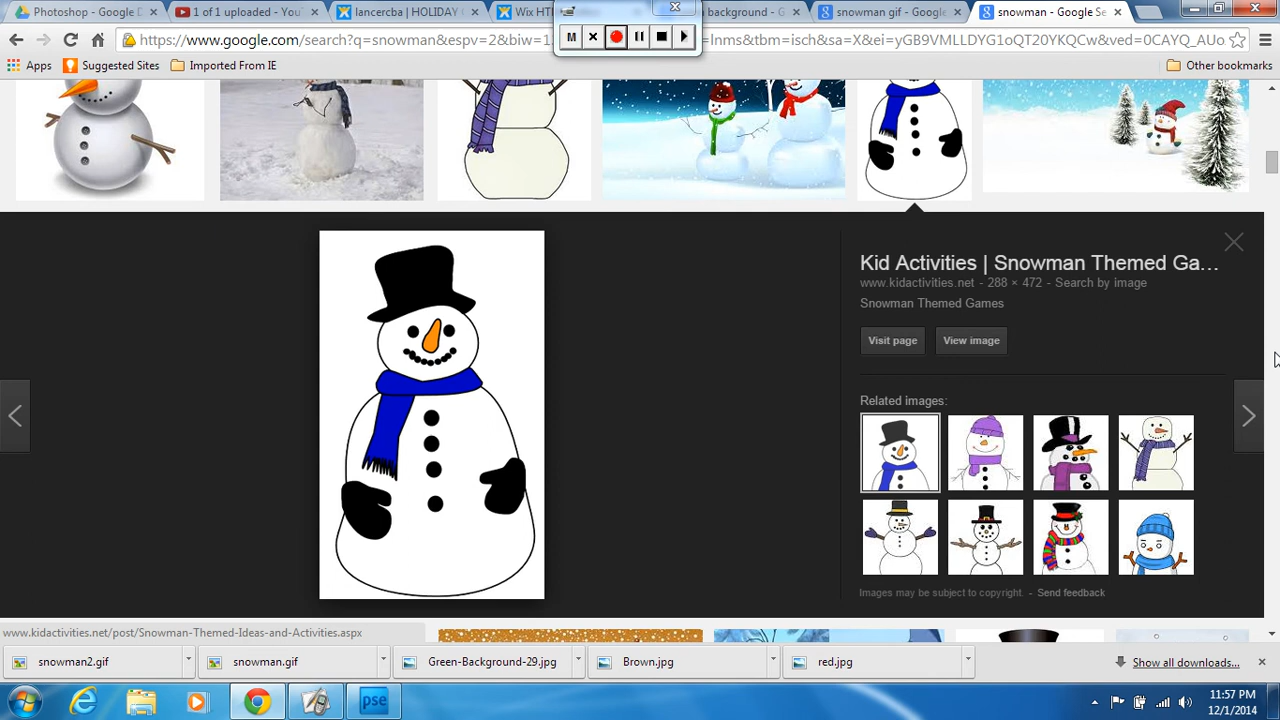 Photoshop - Google D
1 of 1 uploaded - YouT
lancercba | HOLIDAY
Wix HT
background - G
snowman gif - Google
snowman - Google Se
https://www.google.com/search?q=snowman&espv=2&biw=1
=lnms&tbm=isch&sa=X&ei=yGB9VMLLDYG1oQT20YKQCw&ved=0CAYQ_AUo
M
Apps
Suggested Sites
Imported From IE
Other bookmarks
Kid Activities | Snowman Themed Ga...
www.kidactivities.net - 288 × 472 - Search by image
Snowman Themed Games
Visit page
View image
Related images:
Images may be subject to copyright. - Send feedback
www.kidactivities.net/post/Snowman-Themed-Ideas-and-Activities.aspx
snowman2.gif
snowman.gif
Green-Background-29.jpg
Brown.jpg
red.jpg
Show all downloads...
pse
11:57 PM
12/1/2014